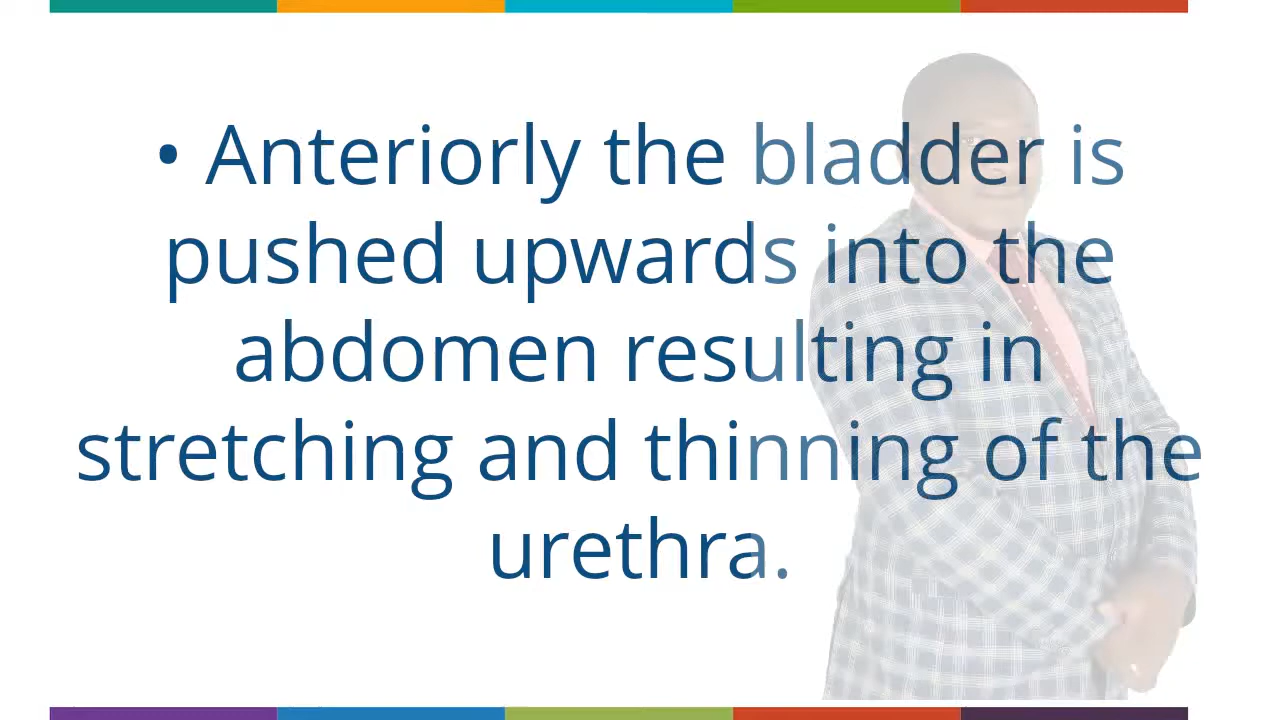 • Anteriorly the bladder is
pushed upwards into the
abdomen resulting in
stretching and thinning of the
urethra.